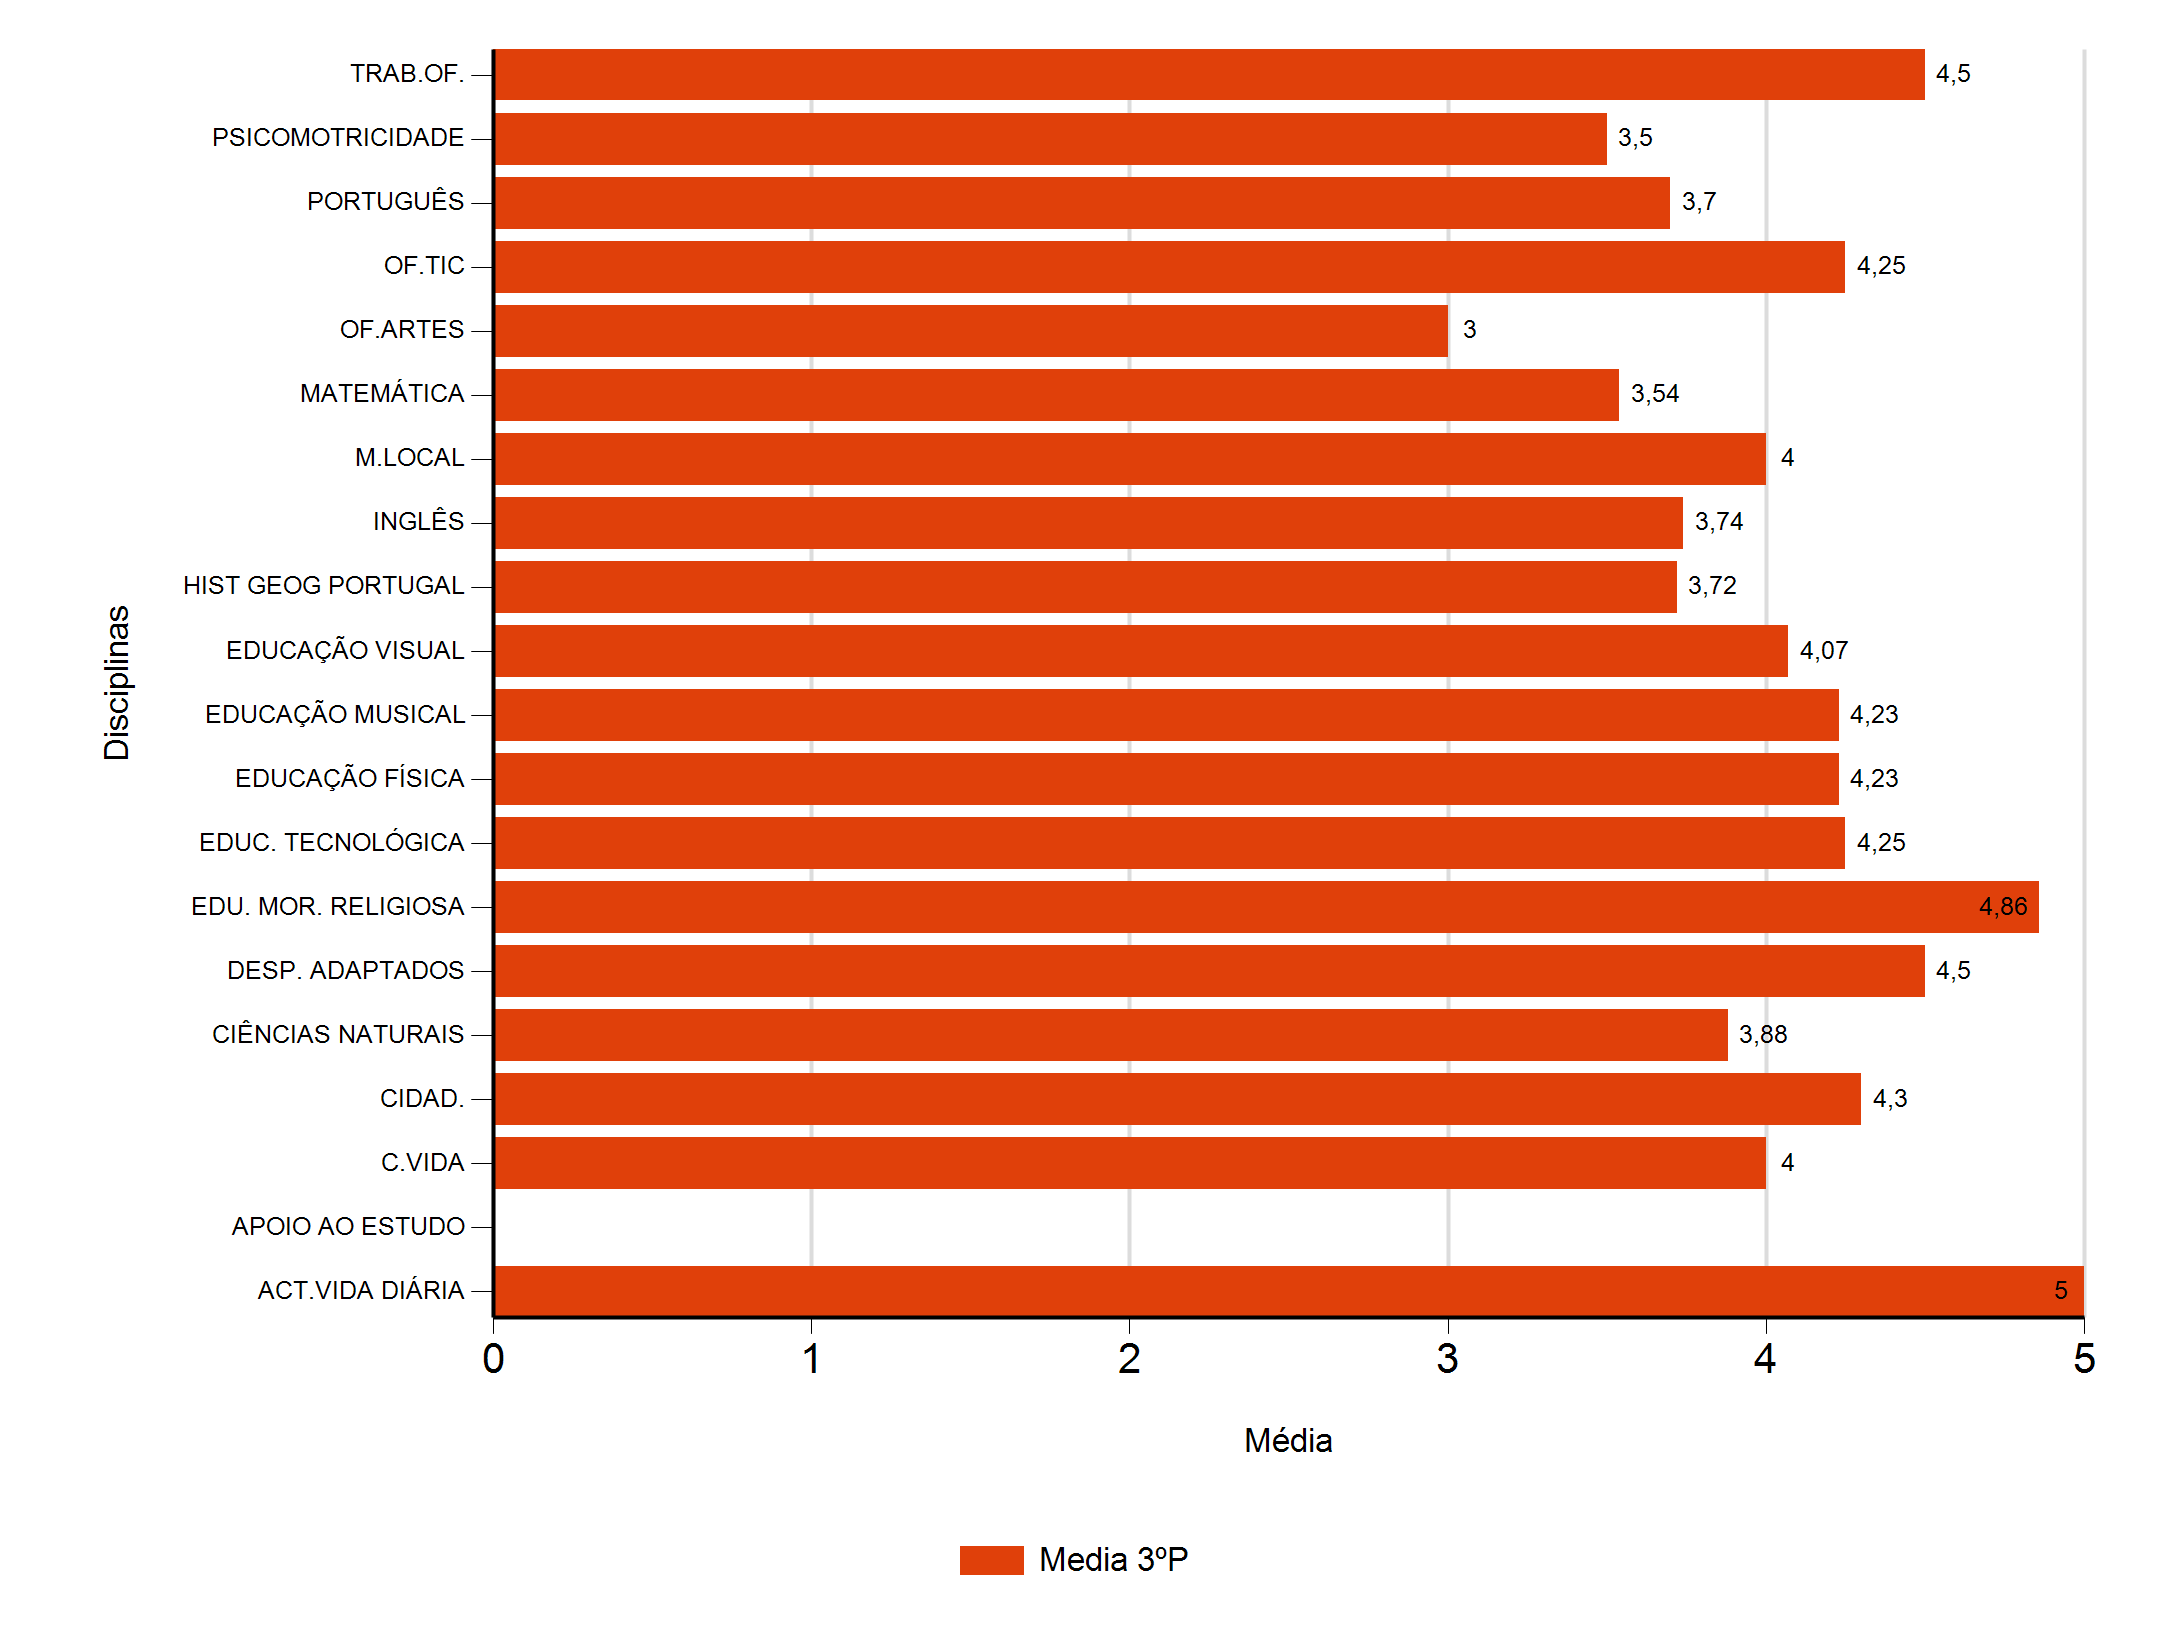 TRAB.OF. 4,5
PSICOMOTRICIDADE 3,5
PORTUGUÊS 3,7
OF.TIC 4,25
OF.ARTES 3
MATEMÁTICA 3,54
M.LOCAL 4
INGLÊS 3,74
HIST GEOG PORTUGAL 3,72
EDUCAÇÃO VISUAL 4,07
EDUCAÇÃO MUSICAL 4,23
EDUCAÇÃO FÍSICA 4,23
EDUC. TECNOLÓGICA 4,25
EDU. MOR. RELIGIOSA 4,86
DESP. ADAPTADOS 4,5
CIÊNCIAS NATURAIS 3,88
CIDAD. 4,3
C.VIDA 4
APOIO AO ESTUDO
ACT.VIDA DIÁRIA 5
Disciplinas
0 1 2 3 4 5
Média
Media 3ºP